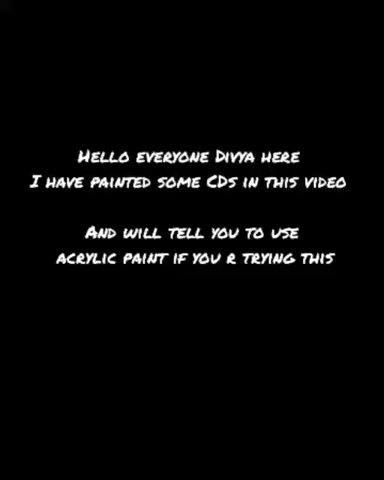 Hello everyone Divya here
I have painted some CDs in this video
And will tell you to use
acrylic paint if you r trying this